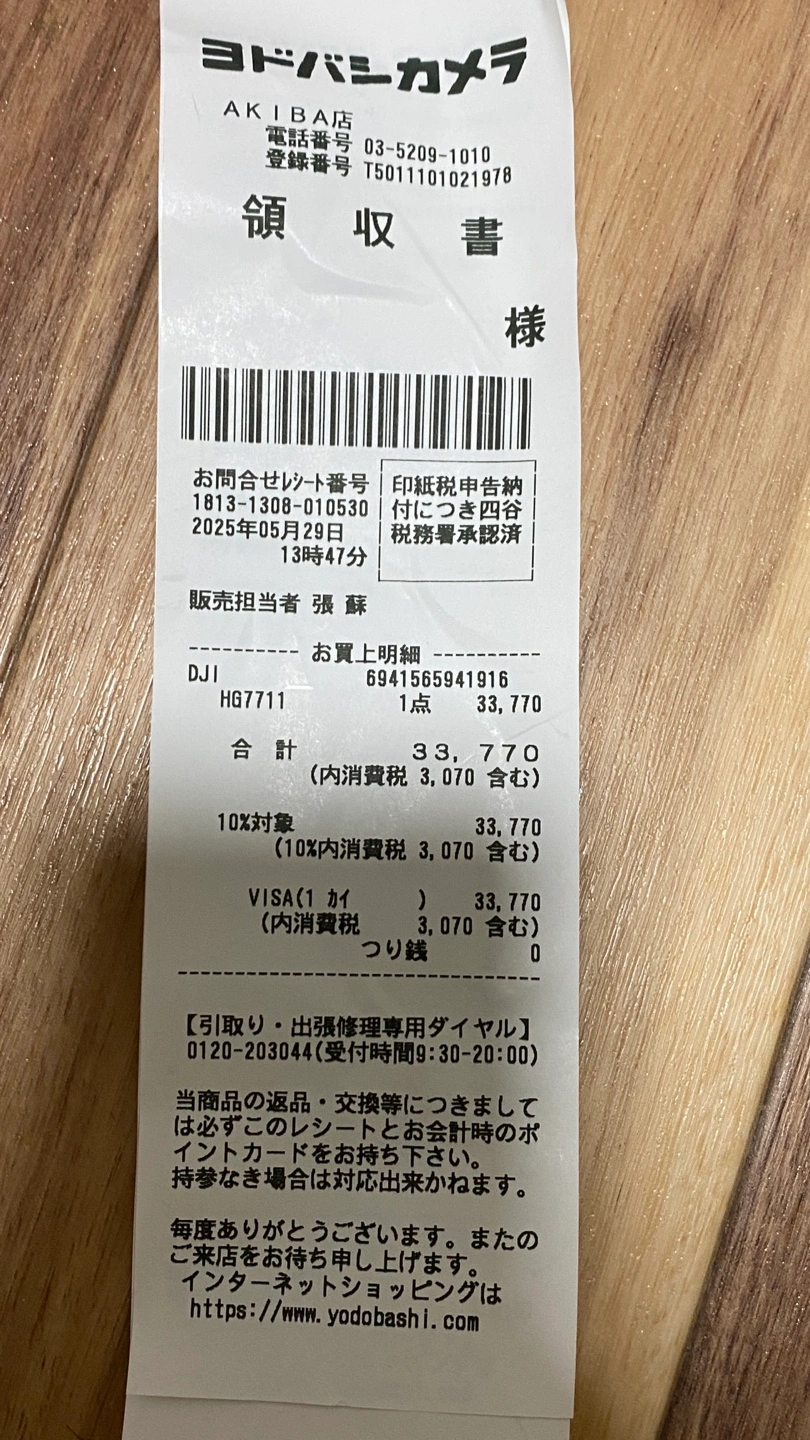 ヨドバシカメラ
AKIBA店
電話番号 03-5209-1010
登録番号 T5011101021978
領 収 書
様
お問合せﾚｼｰﾄ番号
1813-1308-010530
2025年05月29日
13時47分
印紙税申告納
付につき四谷
税務署承認済
販売担当者 張 蘇
---------- お買上明細 ----------
DJI 6941565941916
HG7711 1点 33,770
合 計 33,770
(内消費税 3,070 含む)
10%対象 33,770
(10%内消費税 3,070 含む)
VISA(1 ｶｲ ) 33,770
(内消費税 3,070 含む)
つり銭 0
【引取り・出張修理専用ダイヤル】
0120-203044(受付時間9:30-20:00)
当商品の返品・交換等につきまして
は必ずこのレシートとお会計時のポ
イントカードをお持ち下さい。
持参なき場合は対応出来かねます。
毎度ありがとうございます。またの
ご来店をお待ち申し上げます。
インターネットショッピングは
https://www.yodobashi.com